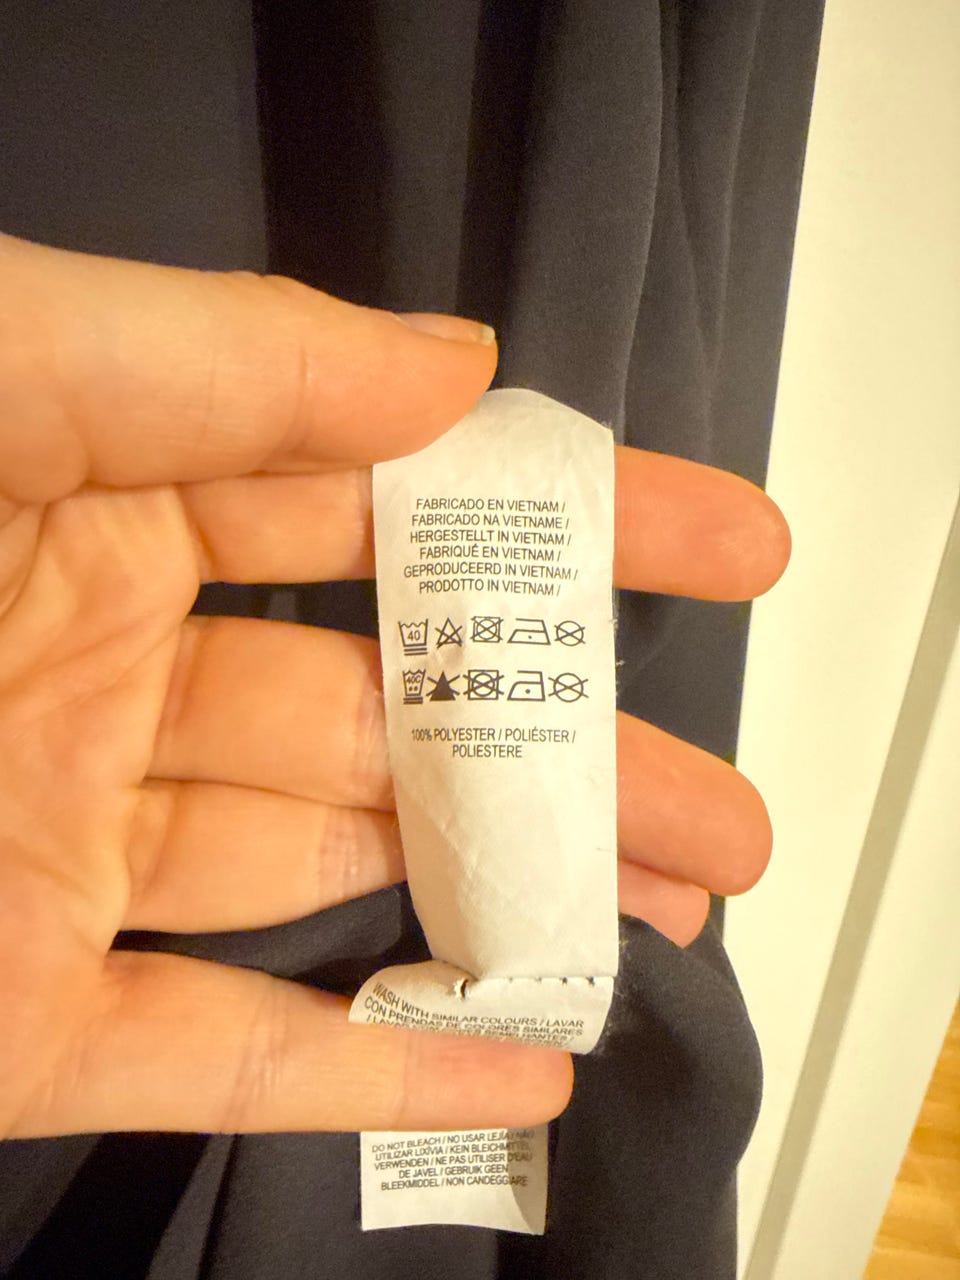 FABRICADO EN VIETNAM /
FABRICADO NA VIETNAME /
HERGESTELLT IN VIETNAM /
FABRIQUÉ EN VIETNAM /
GEPRODUCEERD IN VIETNAM /
PRODOTTO IN VIETNAM /
40
40C
100% POLYESTER / POLIÉSTER /
POLIESTERE
WASH WITH SIMILAR COLOURS / LAVAR
CON PRENDAS DE COLORES SIMILARES
SEMELHANTES /
DO NOT BLEACH / NO USAR LEJÍA / NÃO
UTILIZAR LIXÍVIA / KEIN BLEICHMITTEL
VERWENDEN / NE PAS UTILISER D'EAU
DE JAVEL / GEBRUIK GEEN
BLEEKMIDDEL / NON CANDEGGIARE